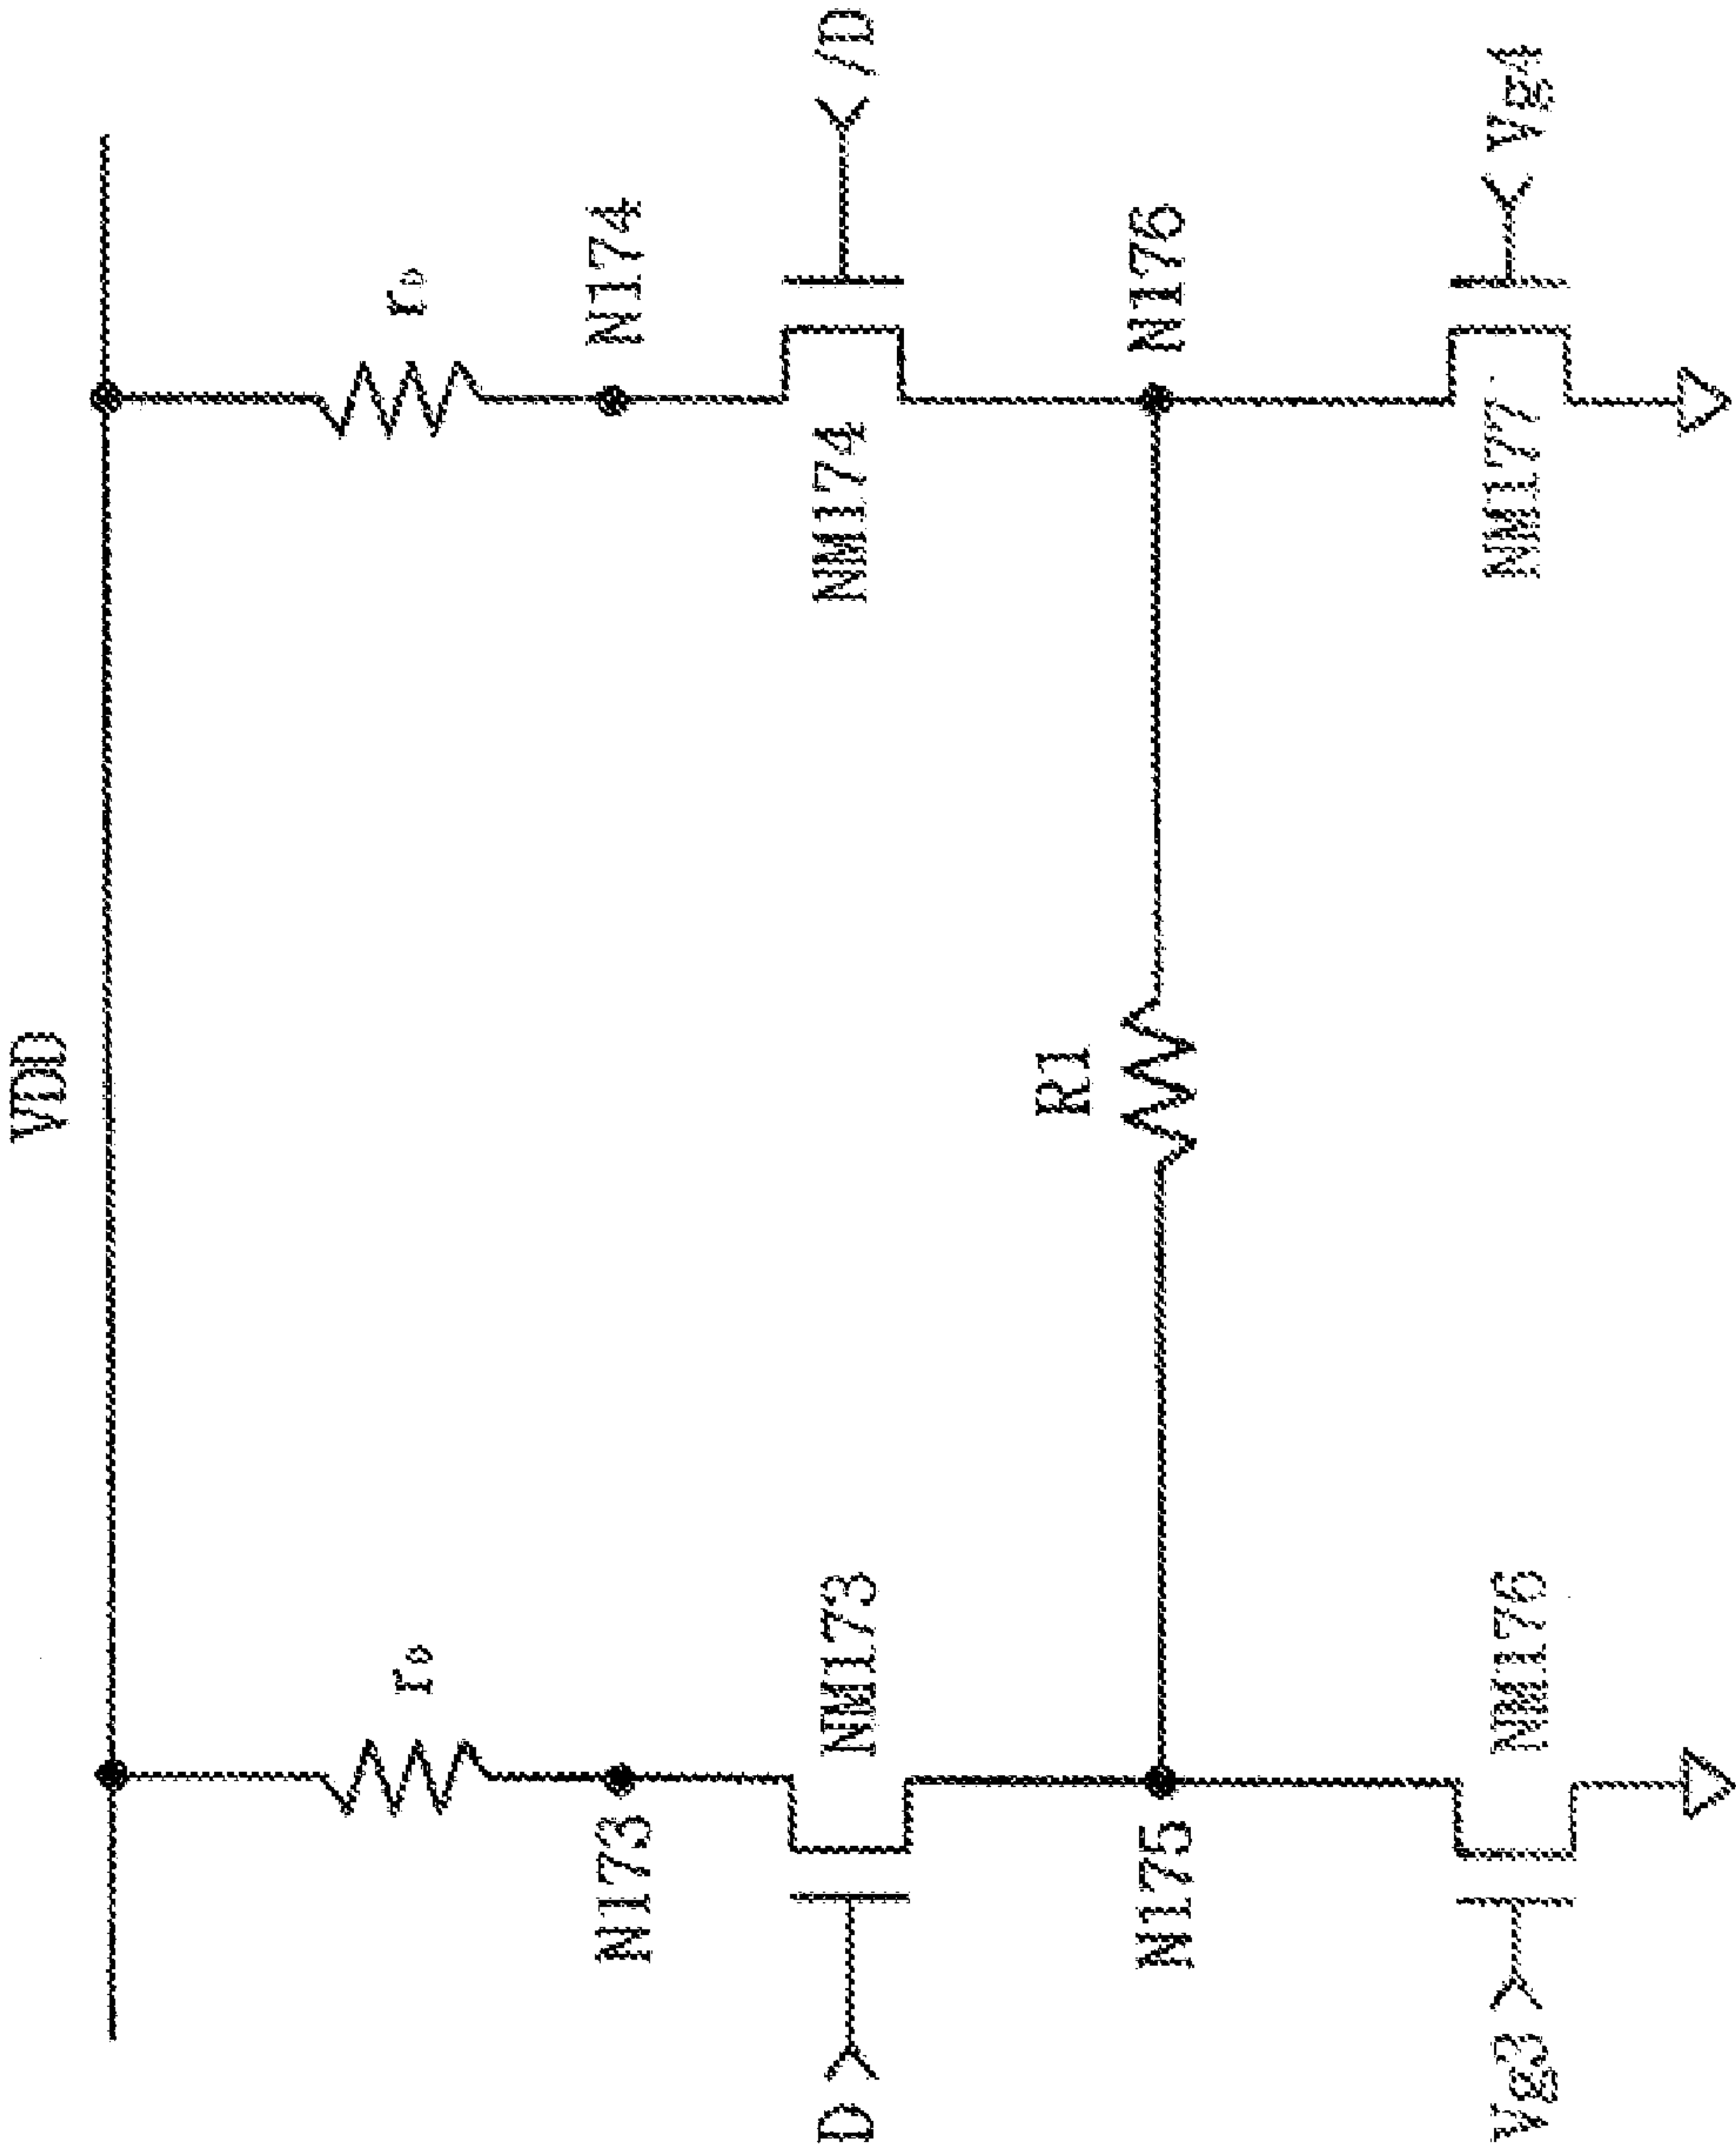 VDD
r₀
r₀
N173
N174
D
NM173
NM174
/D
R1
N175
N176
Vg3
NM176
NM177
Vg4